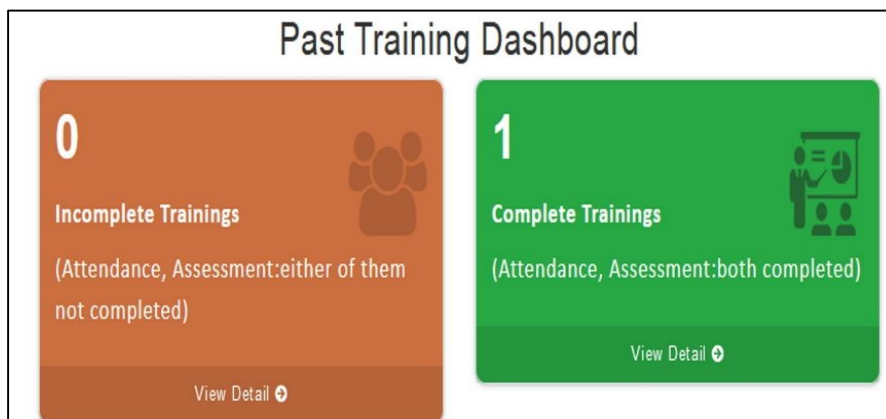 Past Training Dashboard
0
Incomplete Trainings
(Attendance, Assessment:either of them
not completed)
View Detail
1
Complete Trainings
(Attendance, Assessment:both completed)
View Detail